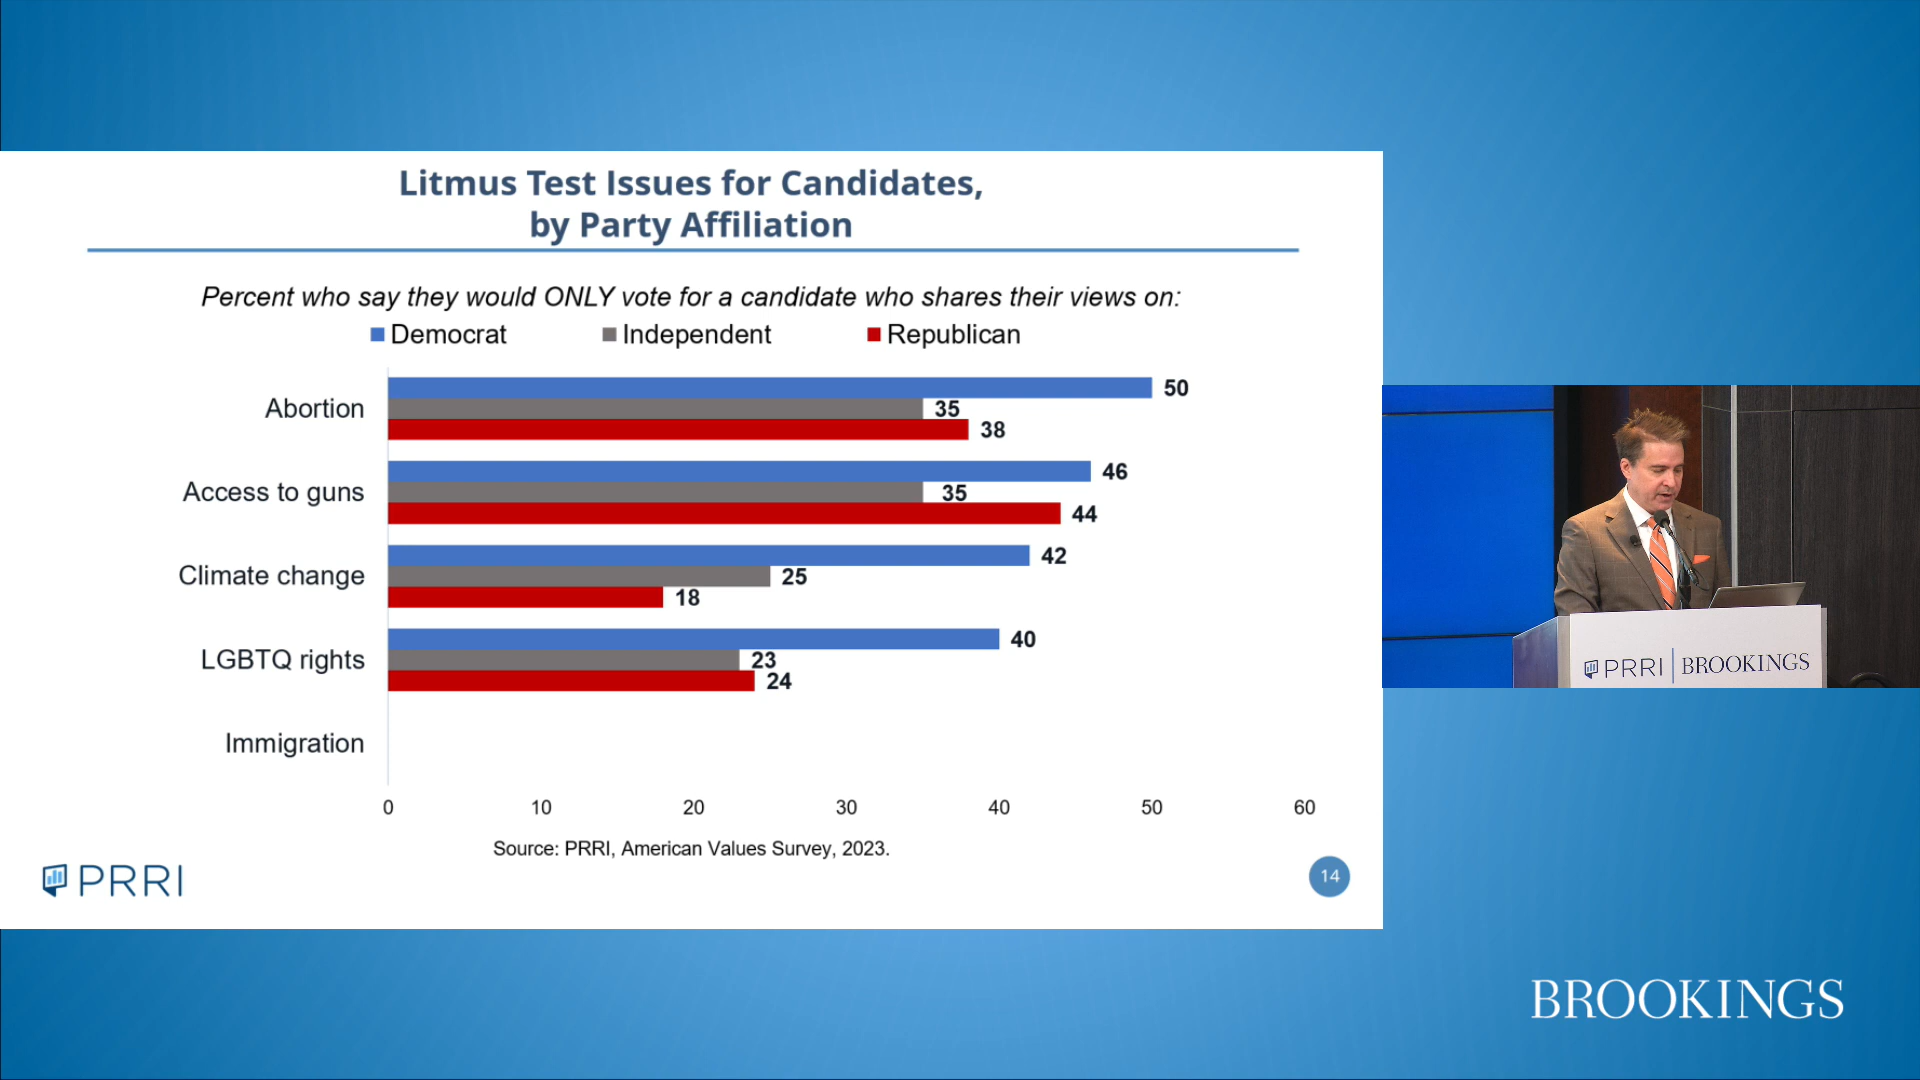 Litmus Test Issues for Candidates,
by Party Affiliation
Percent who say they would ONLY vote for a candidate who shares their views on:
Democrat Independent Republican
Abortion 50
35
38
Access to guns 46
35
44
Climate change 42
25
18
LGBTQ rights 40
23
24
Immigration
0 10 20 30 40 50 60
Source: PRRI, American Values Survey, 2023.
PRRI
14
PRRI | BROOKINGS
BROOKINGS